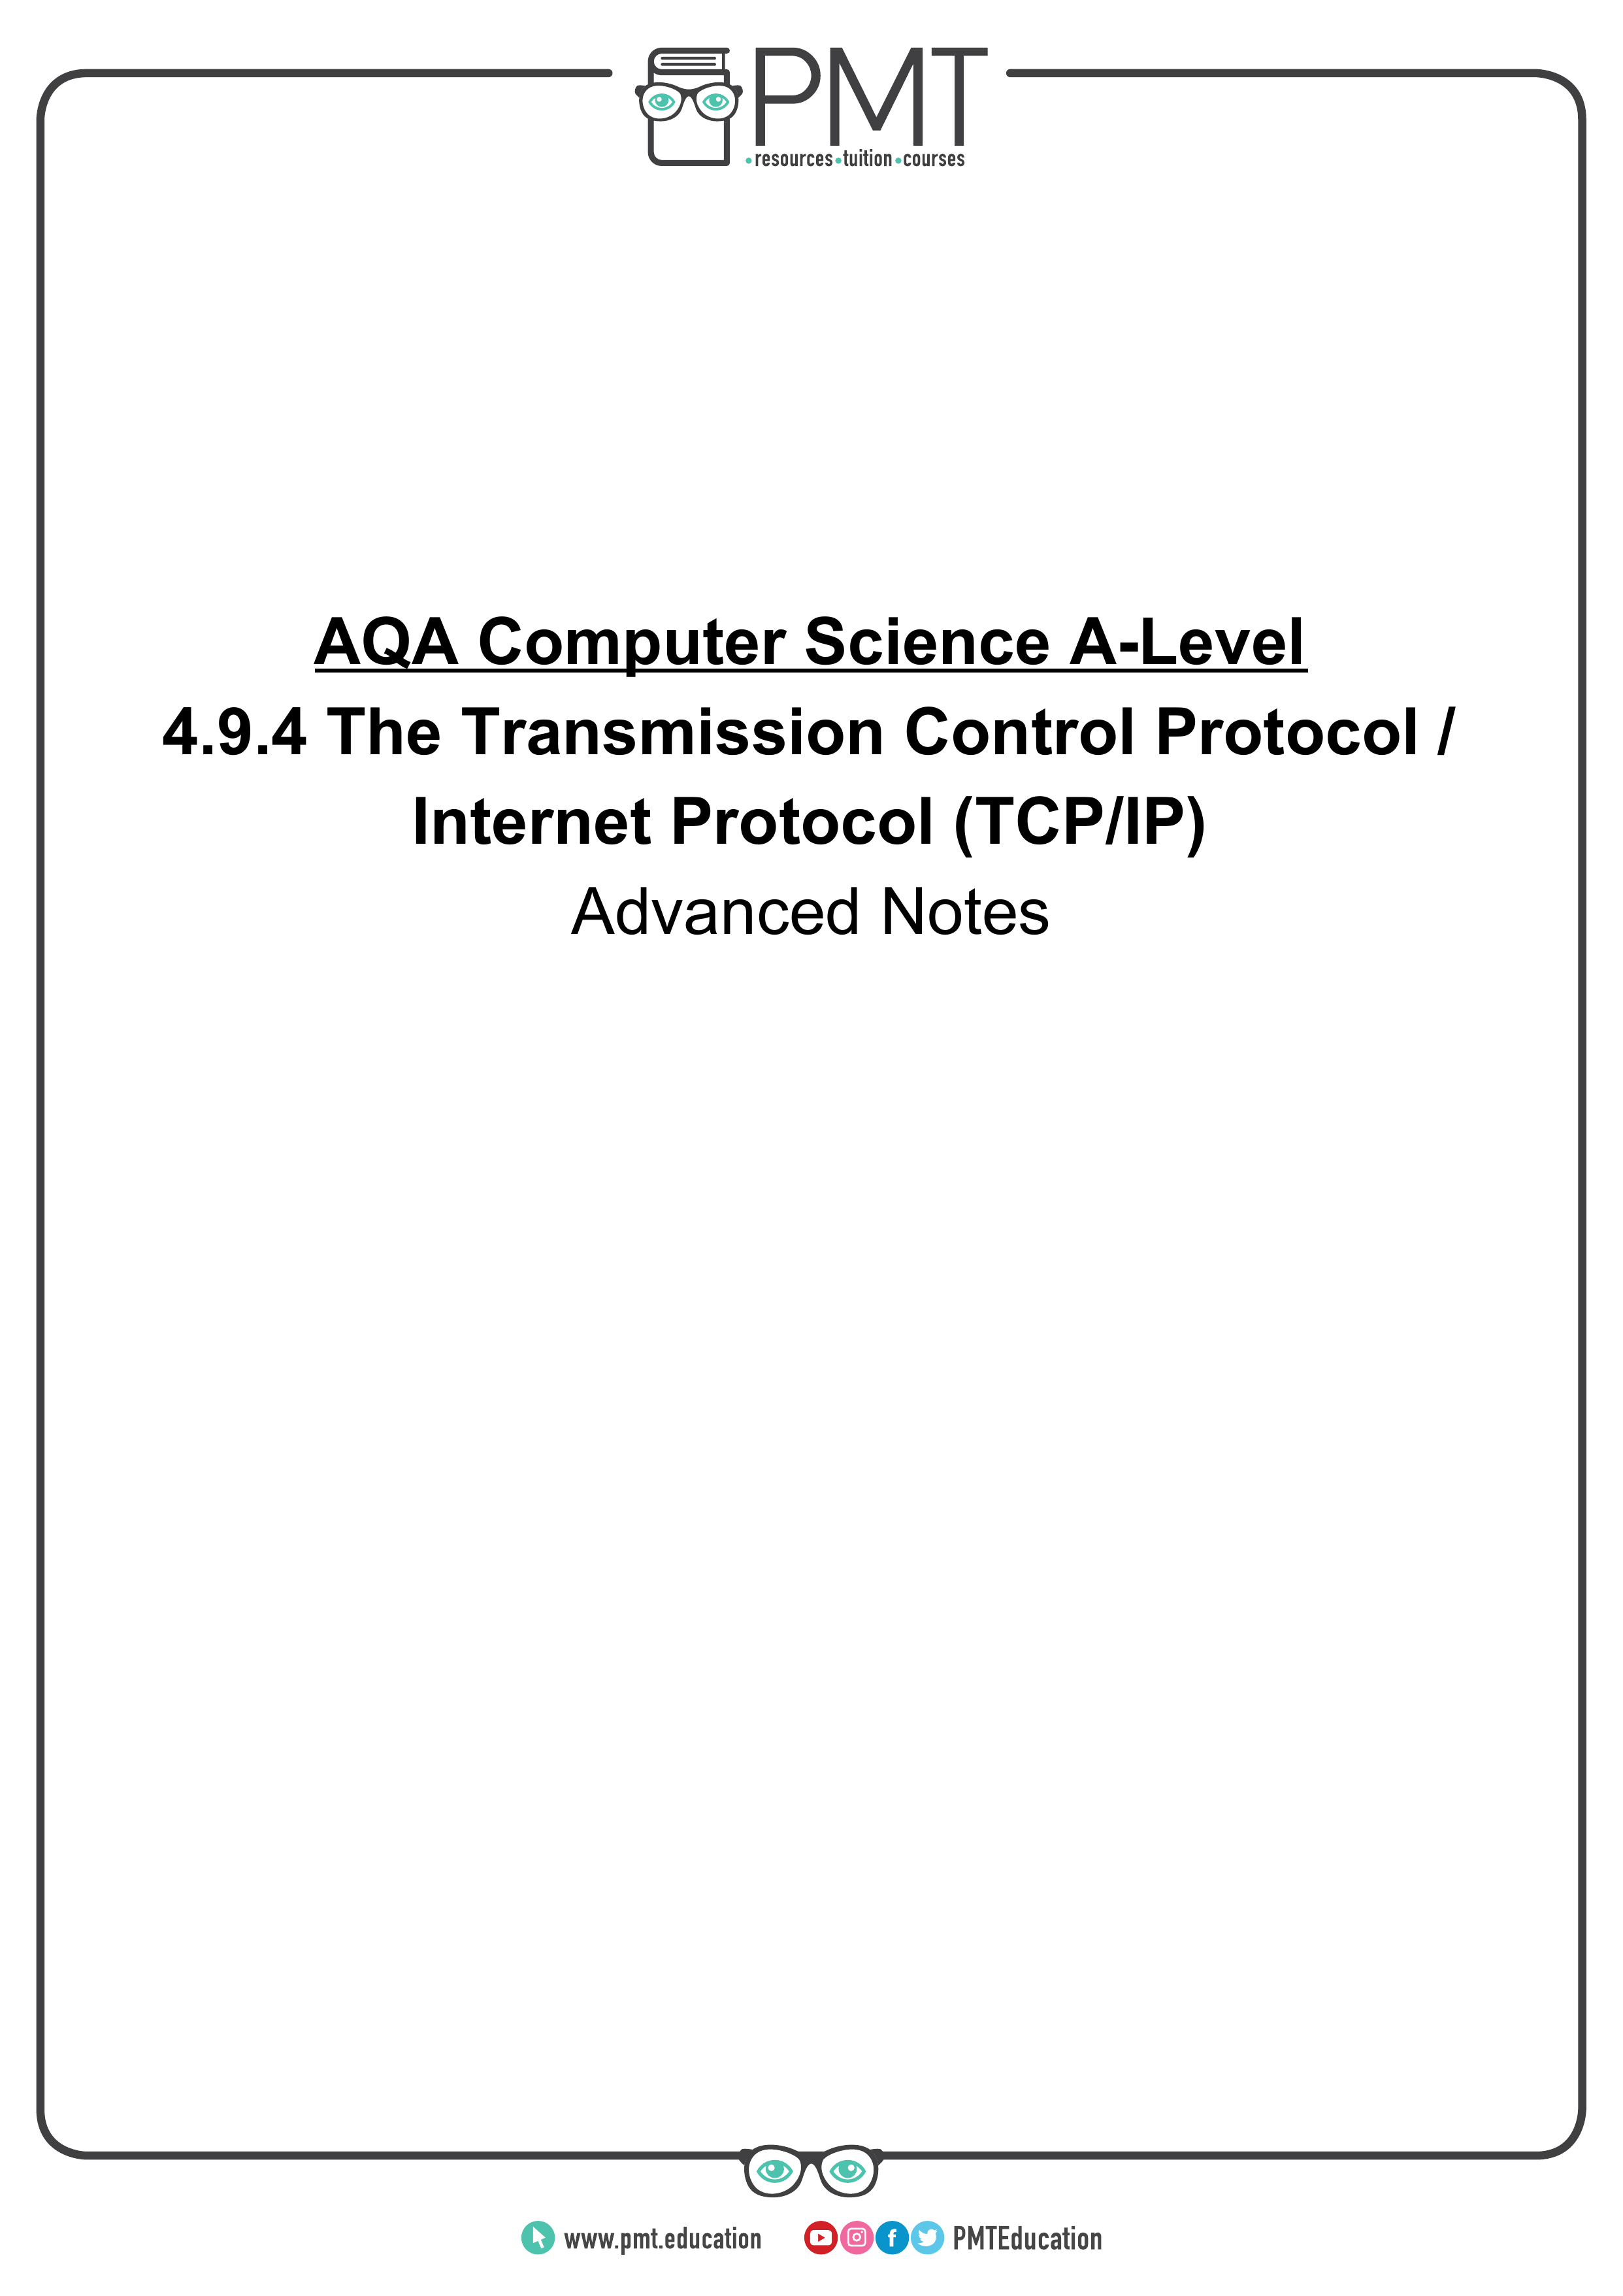 PMT
resources tuition courses
AQA Computer Science A-Level
4.9.4 The Transmission Control Protocol /
Internet Protocol (TCP/IP)
Advanced Notes
www.pmt.education
PMTEducation